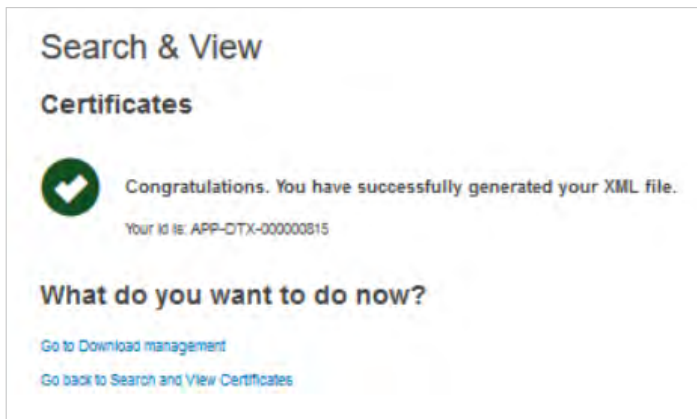 Search & View
Certificates
Congratulations. You have successfully generated your XML file.
Your Id is: APP-DTX-000000815
What do you want to do now?
Go to Download management
Go back to Search and View Certificates